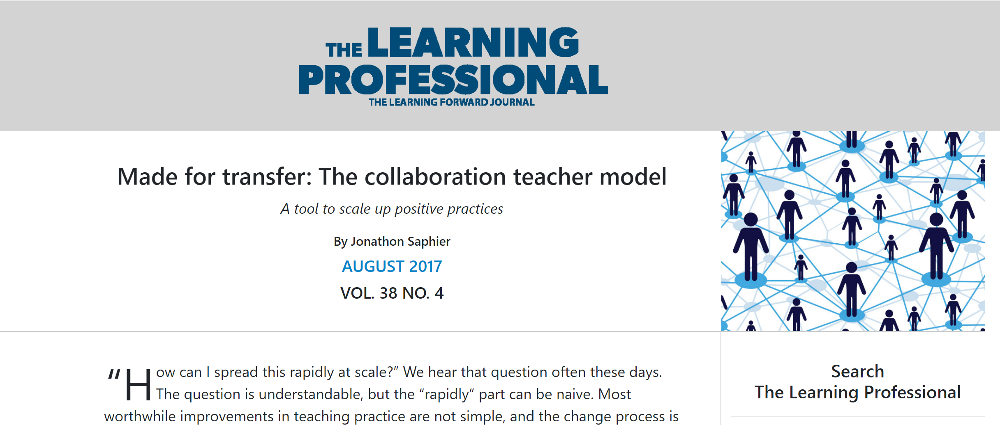 THE LEARNING
PROFESSIONAL
THE LEARNING FORWARD JOURNAL
Made for transfer: The collaboration teacher model
A tool to scale up positive practices
By Jonathon Saphier
AUGUST 2017
VOL. 38 NO. 4
“How can I spread this rapidly at scale?” We hear that question often these days.
The question is understandable, but the “rapidly” part can be naive. Most
worthwhile improvements in teaching practice are not simple, and the change process is
Search
The Learning Professional